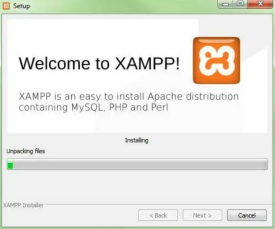 Setup
Welcome to XAMPP!
XAMPP is an easy to install Apache distribution
containing MySQL, PHP and Perl
Installing
Unpacking files
XAMPP Installer
< Back
Next >
Cancel